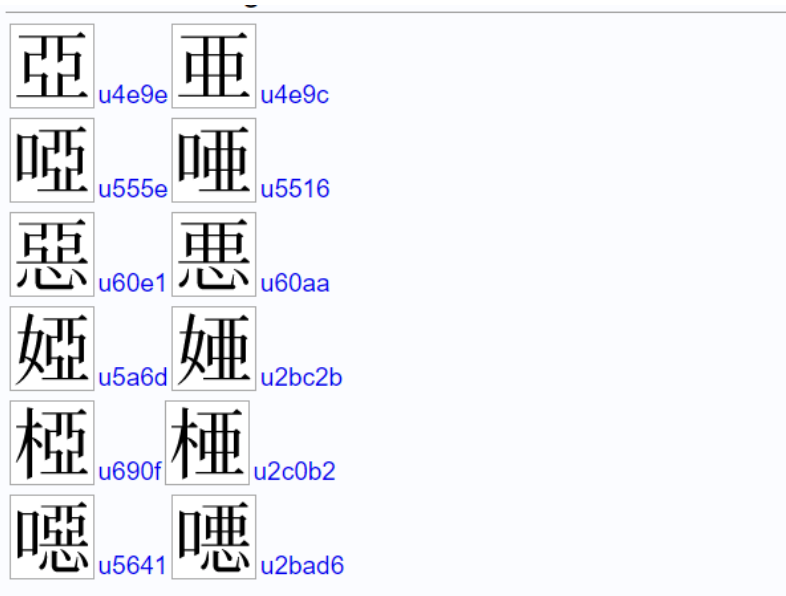 亞 u4e9e 亜 u4e9c
啞 u555e 唖 u5516
惡 u60e1 悪 u60aa
婭 u5a6d 𫰫 u2bc2b
椏 u690f 𬂲 u2c0b2
噁 u5641 𫫖 u2bad6